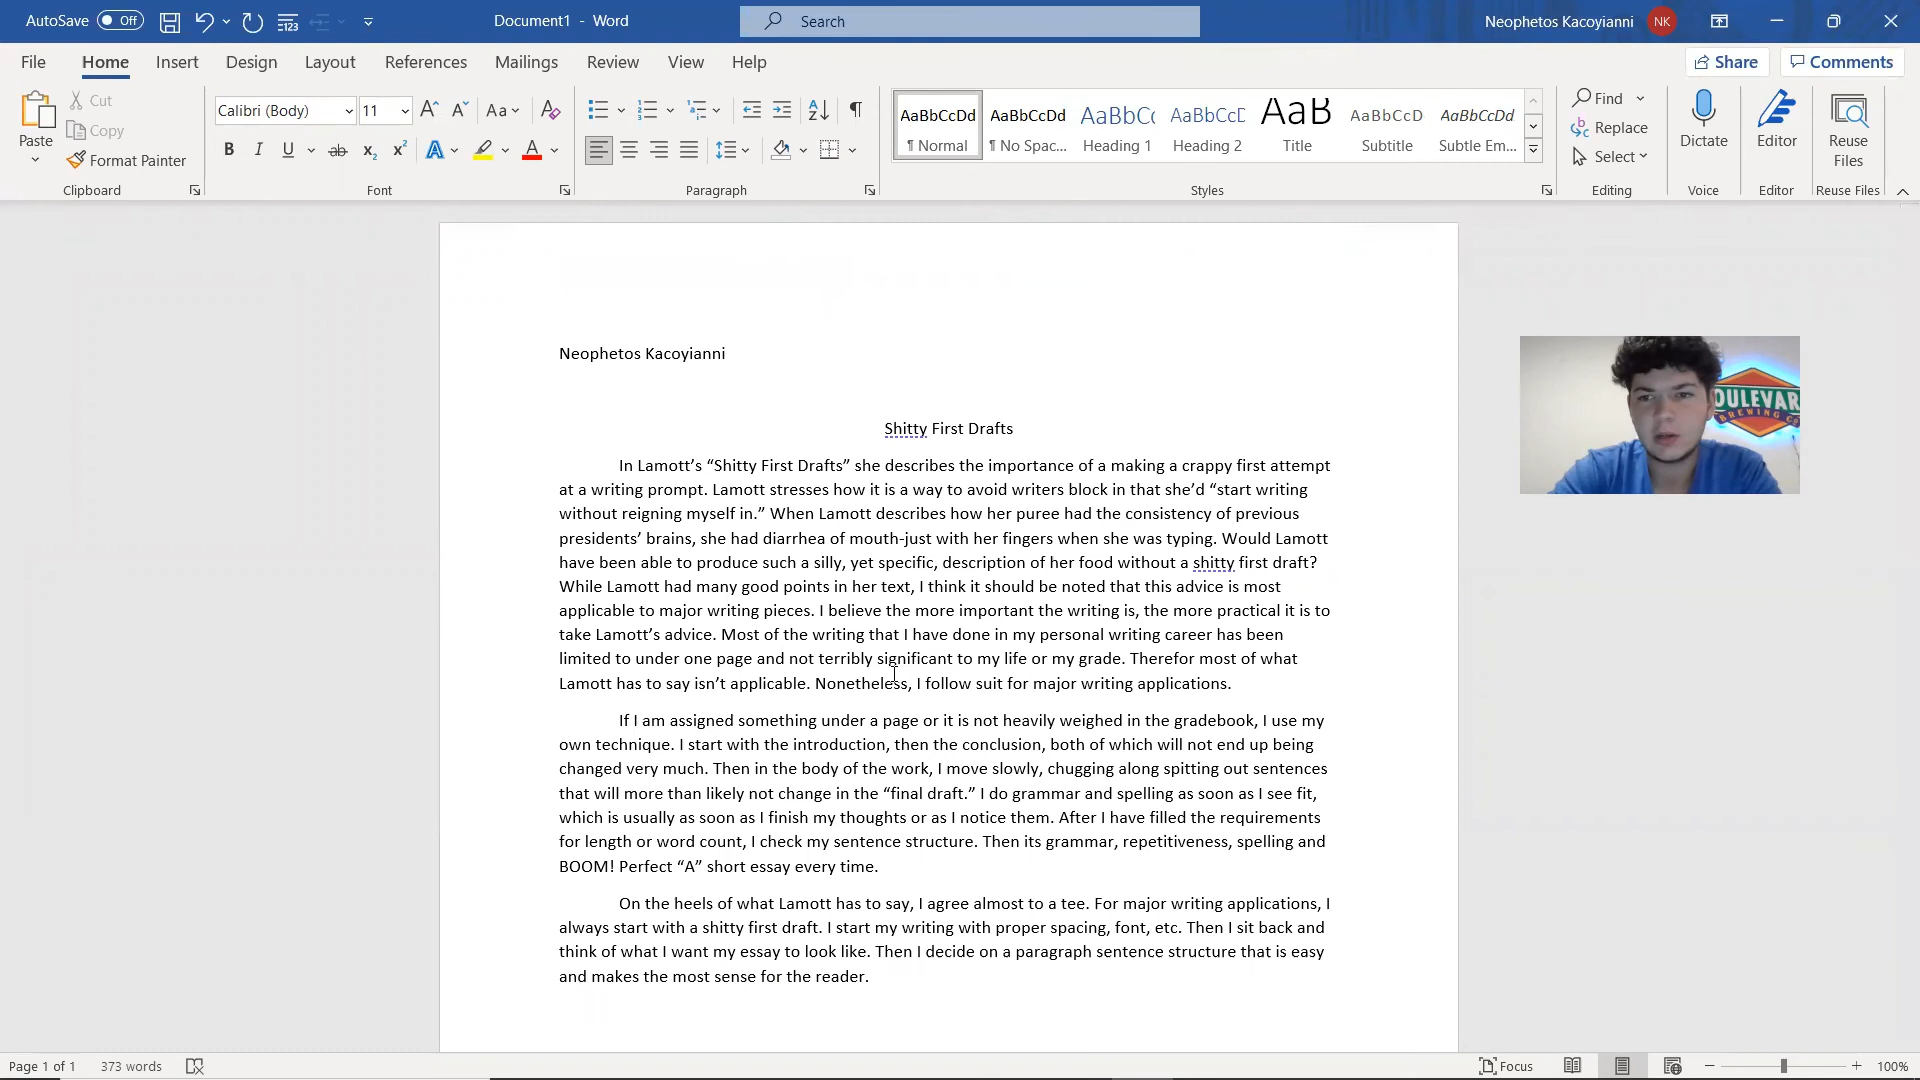 AutoSave Off Document1 - Word Search Neophetos Kacoyianni NK
File Home Insert Design Layout References Mailings Review View Help Share Comments
Paste Cut Copy Format Painter
Calibri (Body) 11
AaBbCcDd AaBbCcDd AaBbCc AaBbCcD AaB AaBbCcD AaBbCcDd
¶ Normal ¶ No Spac... Heading 1 Heading 2 Title Subtitle Subtle Em...
Find Replace Select
Dictate Editor Reuse Files
Clipboard Font Paragraph Styles Editing Voice Editor Reuse Files
Neophetos Kacoyianni
Shitty First Drafts
In Lamott’s “Shitty First Drafts” she describes the importance of a making a crappy first attempt
at a writing prompt. Lamott stresses how it is a way to avoid writers block in that she’d “start writing
without reigning myself in.” When Lamott describes how her puree had the consistency of previous
presidents’ brains, she had diarrhea of mouth-just with her fingers when she was typing. Would Lamott
have been able to produce such a silly, yet specific, description of her food without a shitty first draft?
While Lamott had many good points in her text, I think it should be noted that this advice is most
applicable to major writing pieces. I believe the more important the writing is, the more practical it is to
take Lamott’s advice. Most of the writing that I have done in my personal writing career has been
limited to under one page and not terribly significant to my life or my grade. Therefor most of what
Lamott has to say isn’t applicable. Nonetheless, I follow suit for major writing applications.
If I am assigned something under a page or it is not heavily weighed in the gradebook, I use my
own technique. I start with the introduction, then the conclusion, both of which will not end up being
changed very much. Then in the body of the work, I move slowly, chugging along spitting out sentences
that will more than likely not change in the “final draft.” I do grammar and spelling as soon as I see fit,
which is usually as soon as I finish my thoughts or as I notice them. After I have filled the requirements
for length or word count, I check my sentence structure. Then its grammar, repetitiveness, spelling and
BOOM! Perfect “A” short essay every time.
On the heels of what Lamott has to say, I agree almost to a tee. For major writing applications, I
always start with a shitty first draft. I start my writing with proper spacing, font, etc. Then I sit back and
think of what I want my essay to look like. Then I decide on a paragraph sentence structure that is easy
and makes the most sense for the reader.
OULEVAR
BREWING CO
Page 1 of 1 373 words Focus 100%